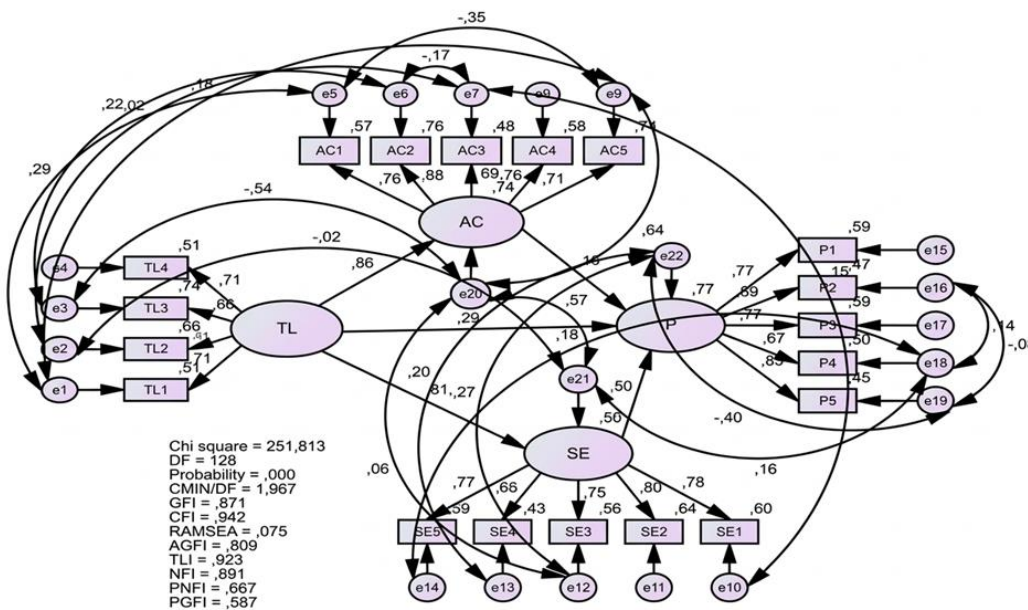 -,35
-,17
,18
,22,02
e5
e6
e7
e9
e9
,57
,76
,48
,58
,74
,29
AC1
AC2
AC3
AC4
AC5
,76
,88
,69
,76
,74
,71
-,54
AC
,51
-,02
,64
,59
e4
TL4
,86
e22
P1
e15
,71
,77
,74
e20
,77
,15
,47
e3
TL3
,66
,57
,89
P2
e16
,29
,59
TL
,18
P
,77
P3
e17
,14
,66
e2
TL2
,67
,50
-,0
,71
P4
e18
,51
,20
e21
,50
,85
,45
e1
TL1
,81
,27
P5
e19
,50
-,40
SE
,16
,06
,77
,66
,75
,80
,78
,59
,43
,56
,64
,60
SE5
SE4
SE3
SE2
SE1
e14
e13
e12
e11
e10
Chi square = 251,813
DF = 128
Probability = ,000
CMIN/DF = 1,967
GFI = ,871
CFI = ,942
RAMSEA = ,075
AGFI = ,809
TLI = ,923
NFI = ,891
PNFI = ,667
PGFI = ,587